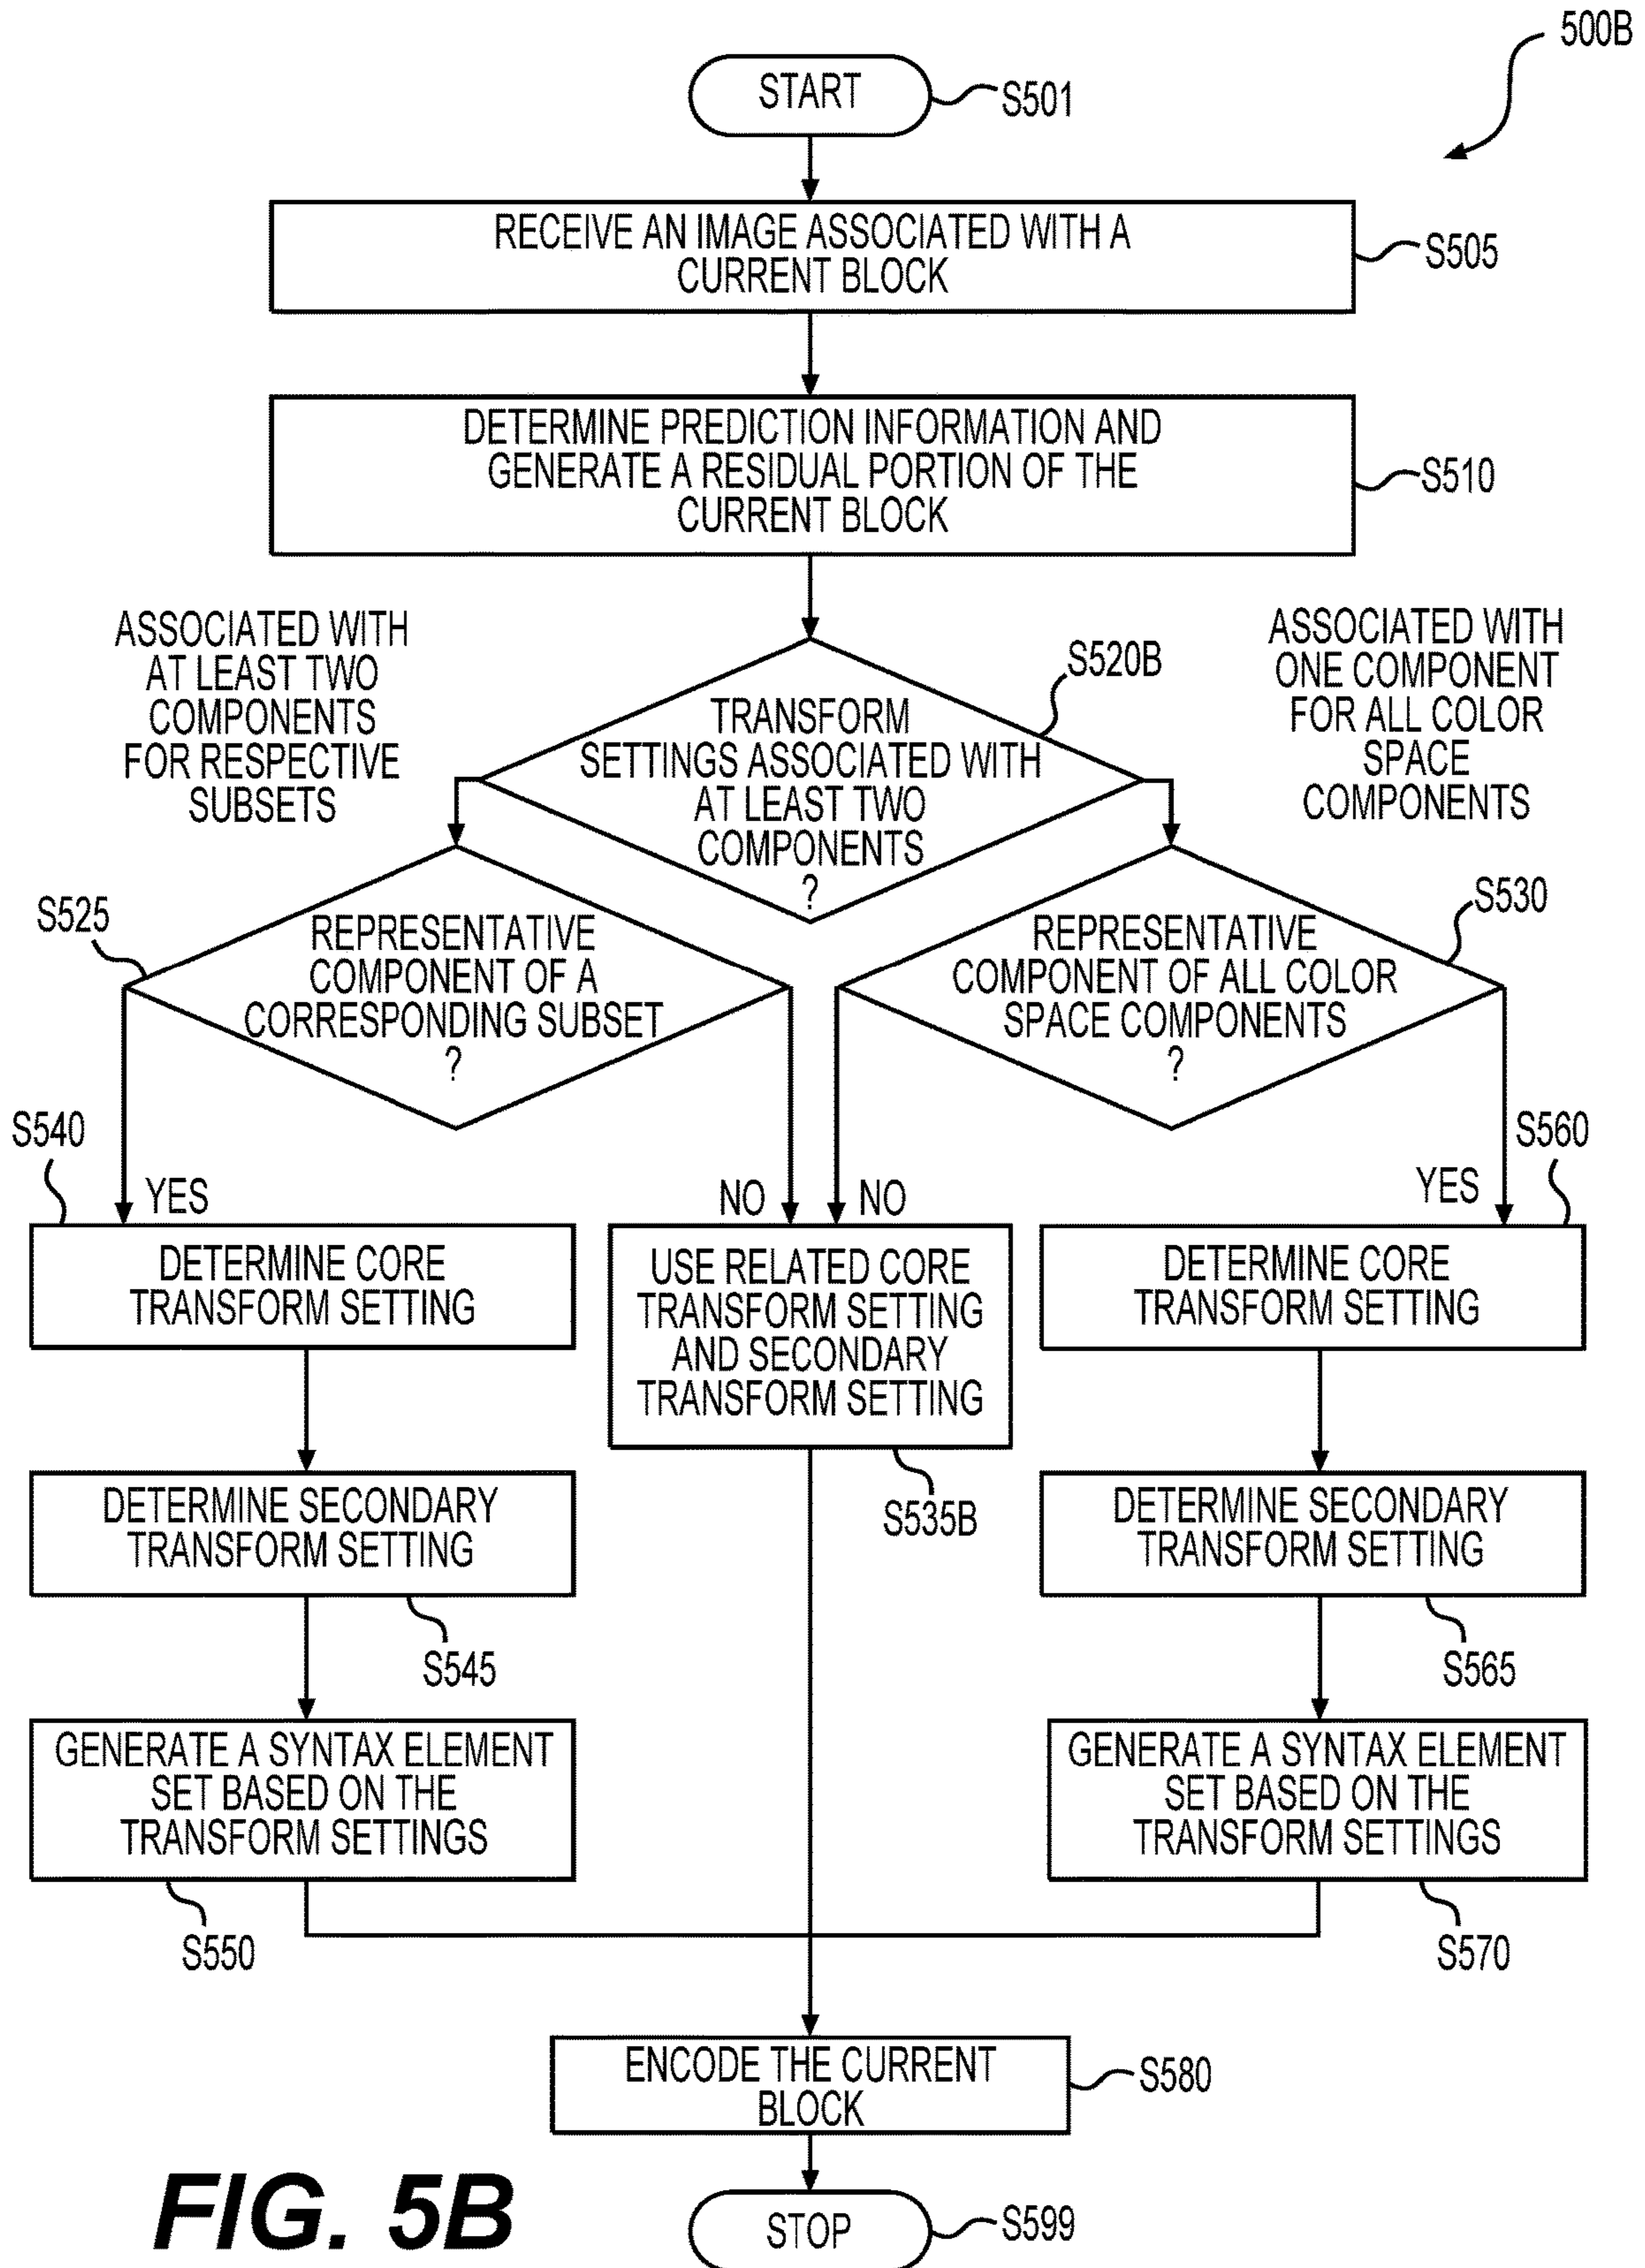 500B
START
S501
RECEIVE AN IMAGE ASSOCIATED WITH A
CURRENT BLOCK
S505
DETERMINE PREDICTION INFORMATION AND
GENERATE A RESIDUAL PORTION OF THE
CURRENT BLOCK
S510
ASSOCIATED WITH
AT LEAST TWO
COMPONENTS
FOR RESPECTIVE
SUBSETS
S520B
TRANSFORM
SETTINGS ASSOCIATED WITH
AT LEAST TWO
COMPONENTS
?
ASSOCIATED WITH
ONE COMPONENT
FOR ALL COLOR
SPACE
COMPONENTS
S525
REPRESENTATIVE
COMPONENT OF A
CORRESPONDING SUBSET
?
S530
REPRESENTATIVE
COMPONENT OF ALL COLOR
SPACE COMPONENTS
?
S540
YES
NO
NO
YES
S560
DETERMINE CORE
TRANSFORM SETTING
USE RELATED CORE
TRANSFORM SETTING
AND SECONDARY
TRANSFORM SETTING
S535B
DETERMINE CORE
TRANSFORM SETTING
DETERMINE SECONDARY
TRANSFORM SETTING
S545
DETERMINE SECONDARY
TRANSFORM SETTING
S565
GENERATE A SYNTAX ELEMENT
SET BASED ON THE
TRANSFORM SETTINGS
S550
GENERATE A SYNTAX ELEMENT
SET BASED ON THE
TRANSFORM SETTINGS
S570
ENCODE THE CURRENT
BLOCK
S580
STOP
S599
FIG. 5B